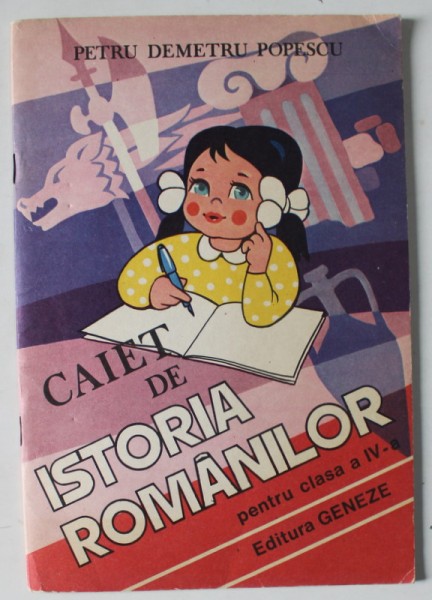 PETRU DEMETRU POPESCU
CAIET
DE
ISTORIA
ROMÂNILOR
pentru clasa a IV-a
Editura GENEZE